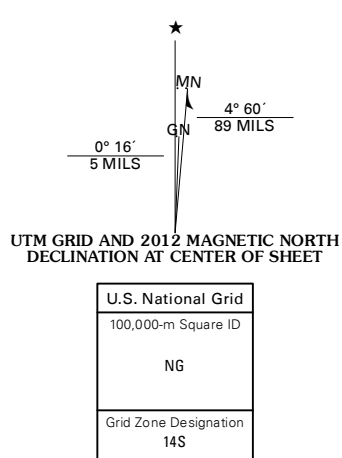 ★
MN
4° 60´
89 MILS
GN
0° 16´
5 MILS
UTM GRID AND 2012 MAGNETIC NORTH
DECLINATION AT CENTER OF SHEET
U.S. National Grid
100,000-m Square ID
NG
Grid Zone Designation
14S